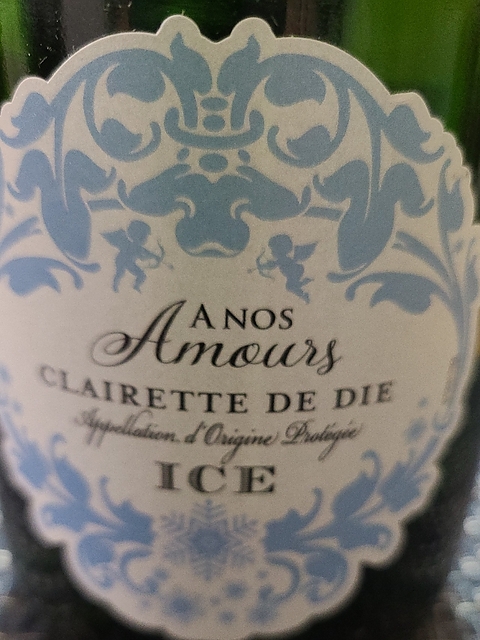 A NOS
Amours
CLAIRETTE DE DIE
Appellation d'Origine Protégée
ICE